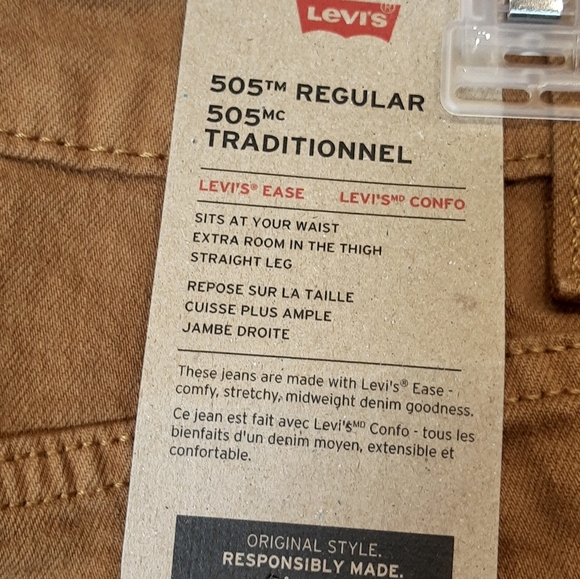 Levi's®
505™ REGULAR
505MC
TRADITIONNEL
LEVI'S® EASE LEVI'SMD CONFO
SITS AT YOUR WAIST
EXTRA ROOM IN THE THIGH
STRAIGHT LEG
REPOSE SUR LA TAILLE
CUISSE PLUS AMPLE
JAMBE DROITE
These jeans are made with Levi's® Ease -
comfy, stretchy, midweight denim goodness.
Ce jean est fait avec Levi'sMD Confo - tous les
bienfaits d'un denim moyen, extensible et
confortable.
ORIGINAL STYLE.
RESPONSIBLY MADE.